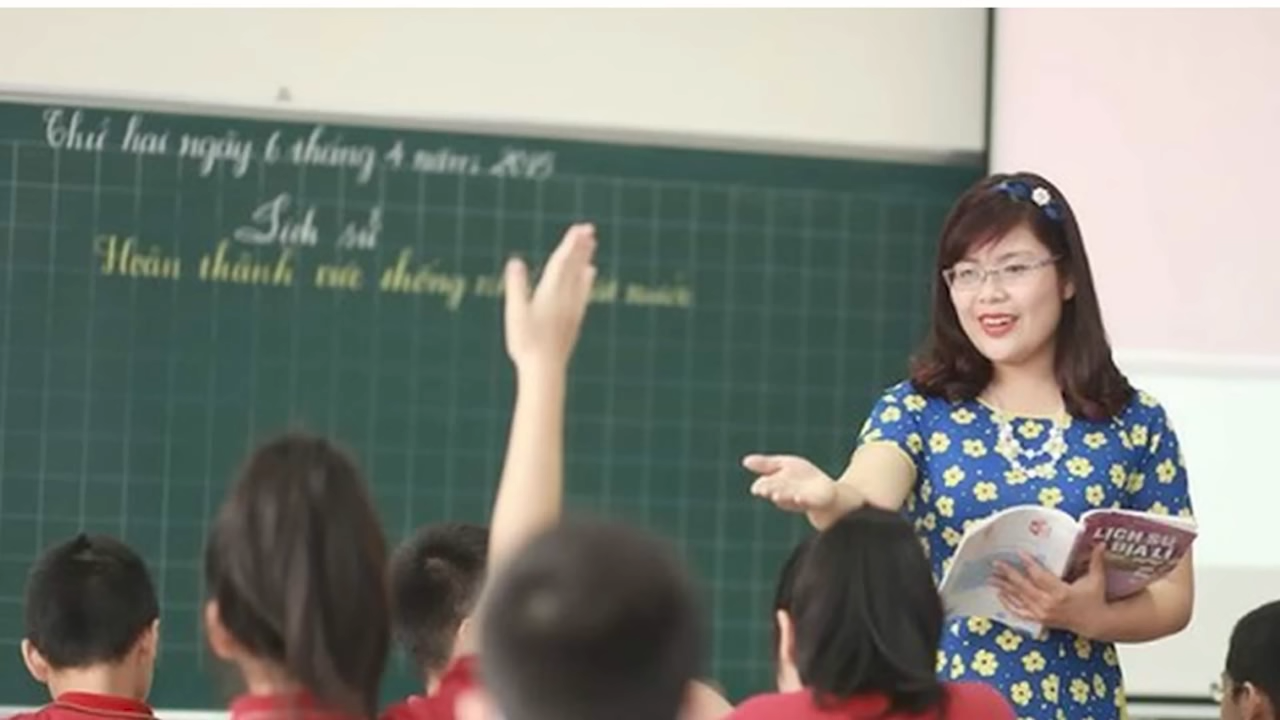 Thứ hai ngày 6 tháng 4 năm 2015
Lịch sử
Hoàn thành việc thống nước
LỊCH SỬ
ĐỊA LÍ